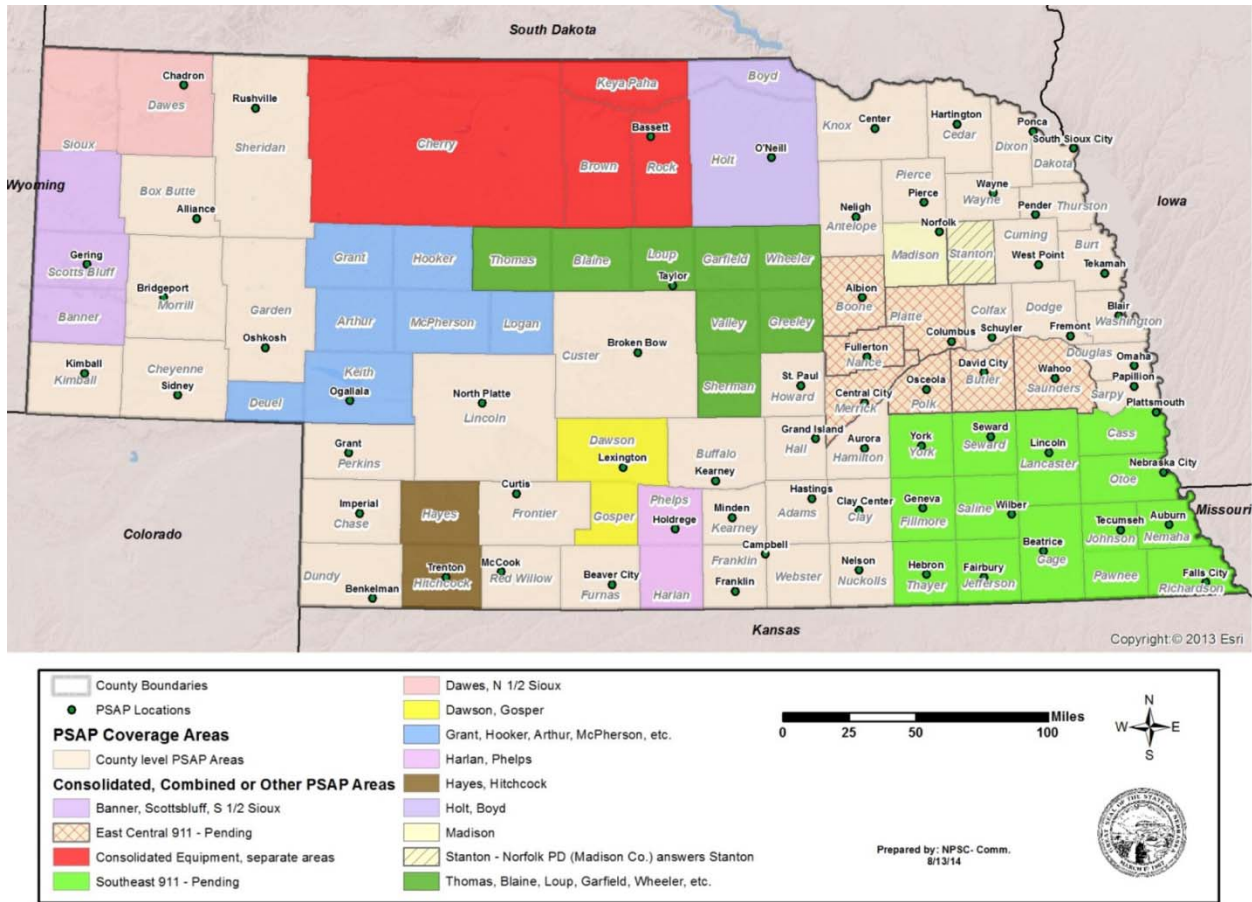 South Dakota
Chadron
Dawes
Rushville
Sheridan
Sioux
Cherry
Keya Paha
Bassett
Brown
Rock
Boyd
Holt
O'Neill
Knox
Center
Hartington
Cedar
Ponca
Dixon
South Sioux City
Dakota
Wyoming
Iowa
Box Butte
Alliance
Pierce
Pierce
Wayne
Wayne
Pender
Thurston
Neligh
Antelope
Norfolk
Madison
Stanton
Cuming
West Point
Burt
Tekamah
Gering
Scotts Bluff
Banner
Bridgeport
Morrill
Garden
Oshkosh
Grant
Hooker
Thomas
Blaine
Loup
Taylor
Garfield
Wheeler
Arthur
McPherson
Logan
Custer
Broken Bow
Valley
Greeley
Sherman
Albion
Boone
Platte
Columbus
Colfax
Schuyler
Dodge
Fremont
Blair
Washington
Fullerton
Nance
Kimball
Kimball
Cheyenne
Sidney
Deuel
Keith
Ogallala
North Platte
Lincoln
St. Paul
Howard
Central City
Merrick
Osceola
Polk
David City
Butler
Wahoo
Saunders
Douglas
Omaha
Papillion
Sarpy
Plattsmouth
Grant
Perkins
Dawson
Lexington
Buffalo
Kearney
Grand Island
Hall
Aurora
Hamilton
York
York
Seward
Seward
Lincoln
Lancaster
Cass
Nebraska City
Otoe
Colorado
Missouri
Imperial
Chase
Hayes
Curtis
Frontier
Gosper
Phelps
Holdrege
Minden
Kearney
Hastings
Adams
Clay Center
Clay
Geneva
Fillmore
Saline
Wilber
Beatrice
Gage
Tecumseh
Johnson
Auburn
Nemaha
Dundy
Benkelman
Trenton
Hitchcock
McCook
Red Willow
Beaver City
Furnas
Harlan
Franklin
Franklin
Campbell
Webster
Nelson
Nuckolls
Hebron
Thayer
Fairbury
Jefferson
Pawnee
Falls City
Richardson
Kansas
Copyright:© 2013 Esri
County Boundaries
PSAP Locations
PSAP Coverage Areas
County level PSAP Areas
Consolidated, Combined or Other PSAP Areas
Banner, Scottsbluff, S 1/2 Sioux
East Central 911 - Pending
Consolidated Equipment, separate areas
Southeast 911 - Pending
Dawes, N 1/2 Sioux
Dawson, Gosper
Grant, Hooker, Arthur, McPherson, etc.
Harlan, Phelps
Hayes, Hitchcock
Holt, Boyd
Madison
Stanton - Norfolk PD (Madison Co.) answers Stanton
Thomas, Blaine, Loup, Garfield, Wheeler, etc.
Miles
0 25 50 100
N
W E
S
Prepared by: NPSC- Comm.
8/13/14